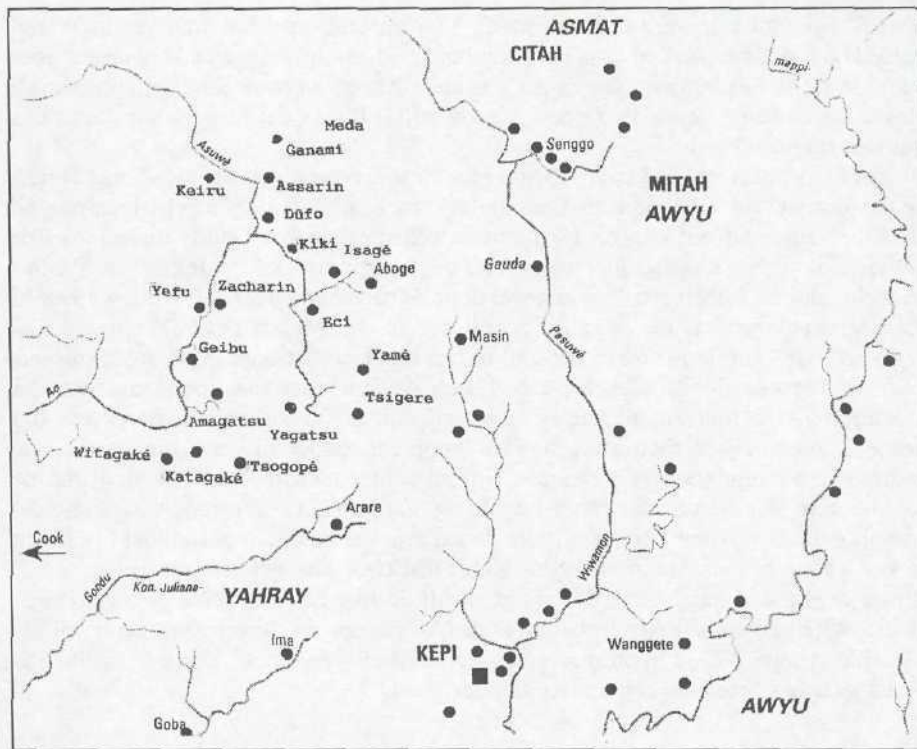 ASMAT
CITAH
mappi
Meda
Ganami
Asuwé
Senggo
Keiru
Assarin
MITAH
AWYU
Dūfo
Kiki
Isagê
Gauda
Aboge
Yefu
Zacharin
Eci
Pasuwé
Masin
Geibu
Yamê
Ao
Tsigere
Amagatsu
Yagatsu
Witagaké
Tsogopê
Katagaké
Arare
Cook
Wiwamon
Goedu
Kon. Juliana
YAHRAY
Ima
KEPI
Wanggete
AWYU
Goba